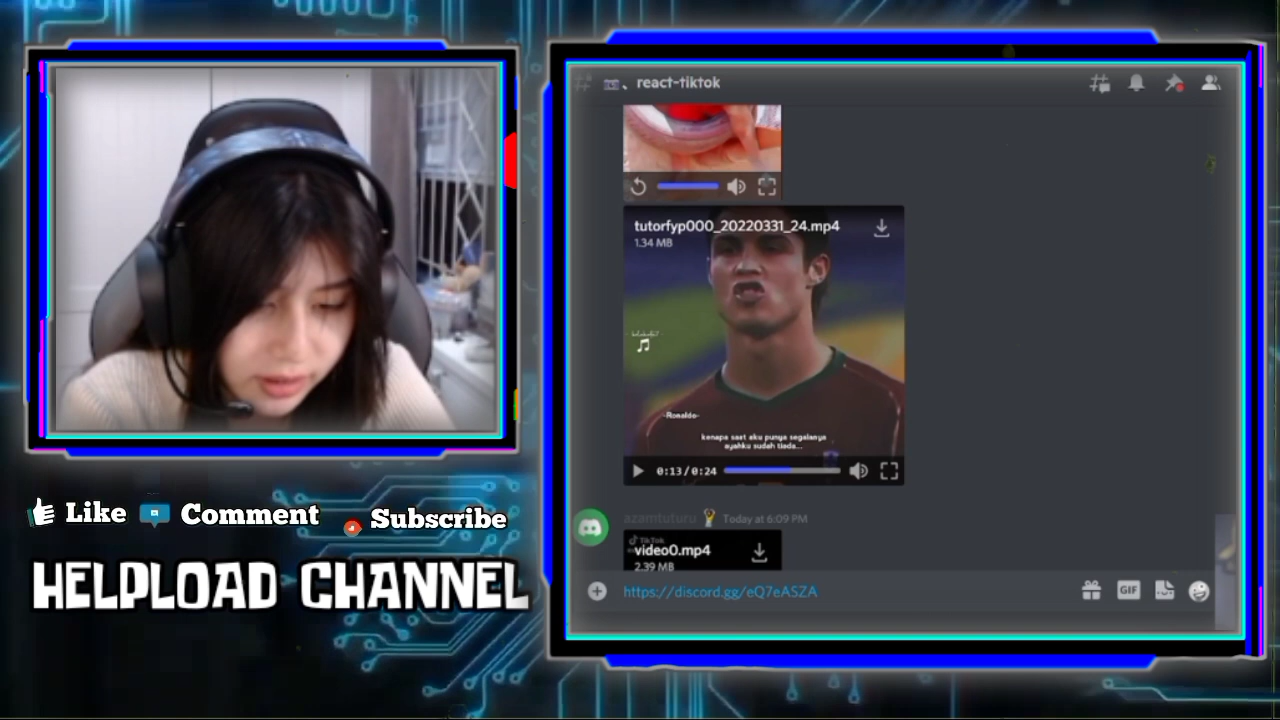 react-tiktok
tutorfyp000_20220331_24.mp4
1.34 MB
-Ronaldo-
kenapa saat aku punya segalanya
ayahku sudah tiada...
0:13/0:24
azamtuturu
Today at 6:09 PM
TikTok
video0.mp4
2.39 MB
https://discord.gg/eQ7eASZA
GIF
Like
Comment
Subscribe
HELPLOAD CHANNEL